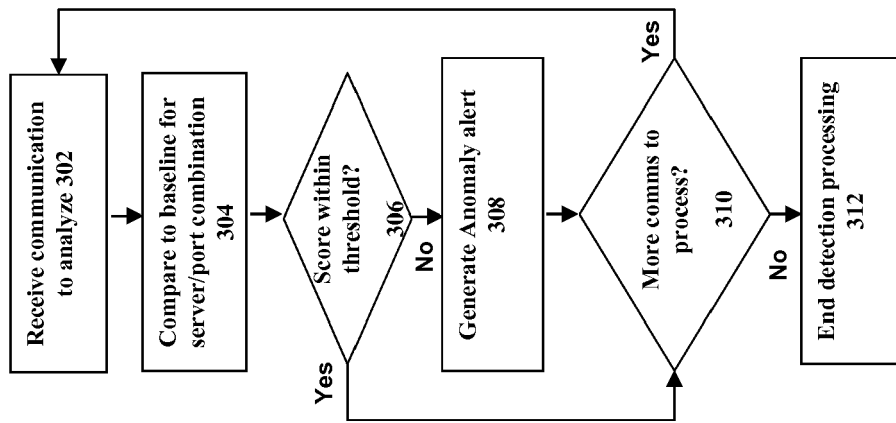 Receive communication
to analyze 302
Compare to baseline for
server/port combination
304
Score within
threshold?
306
Yes
No
Generate Anomaly alert
308
More comms to
process?
310
Yes
No
End detection processing
312